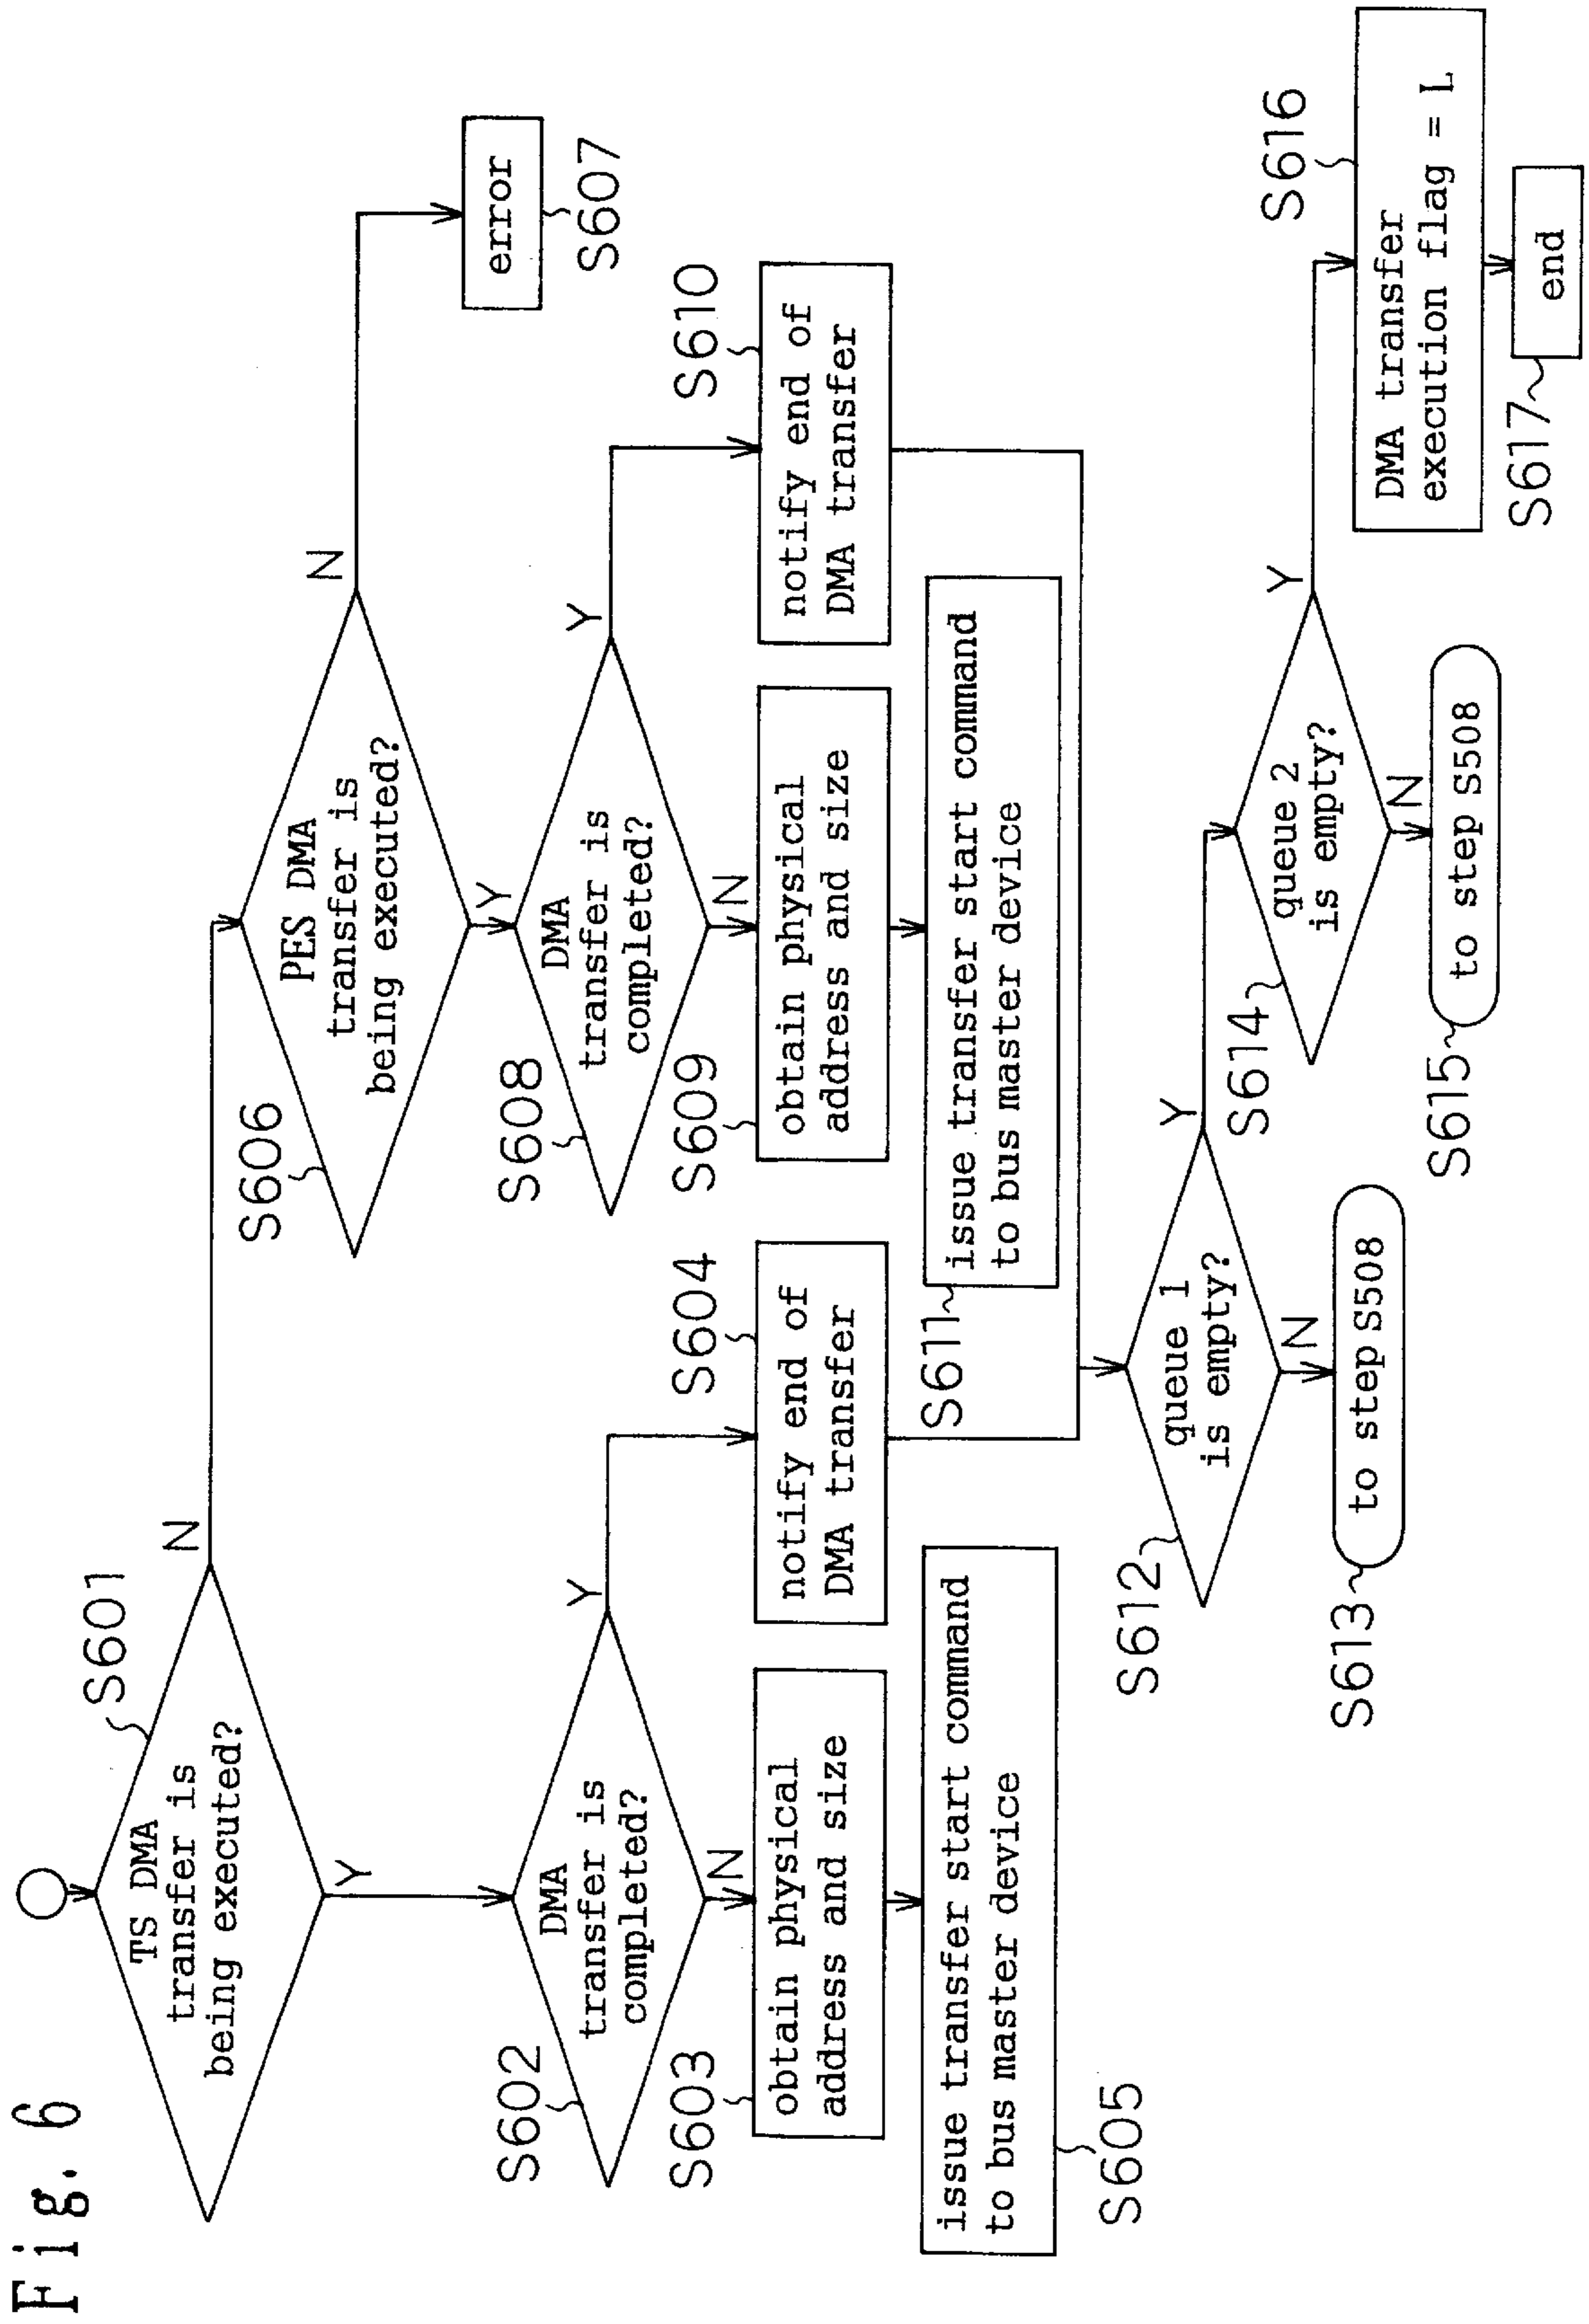 Fig. 6
S601
TS DMA
transfer is
being executed?
N
Y
S606
PES DMA
transfer is
being executed?
N
Y
error
S607
S602
DMA
transfer is
completed?
Y
N
S608
DMA
transfer is
completed?
Y
N
S603
obtain physical
address and size
S604
notify end of
DMA transfer
S609
obtain physical
address and size
S610
notify end of
DMA transfer
issue transfer start command
to bus master device
S605
S611
issue transfer start command
to bus master device
S612
queue 1
is empty?
Y
N
S613
to step S508
S614
queue 2
is empty?
Y
N
S615
to step S508
S616
DMA transfer
execution flag = L
S617
end